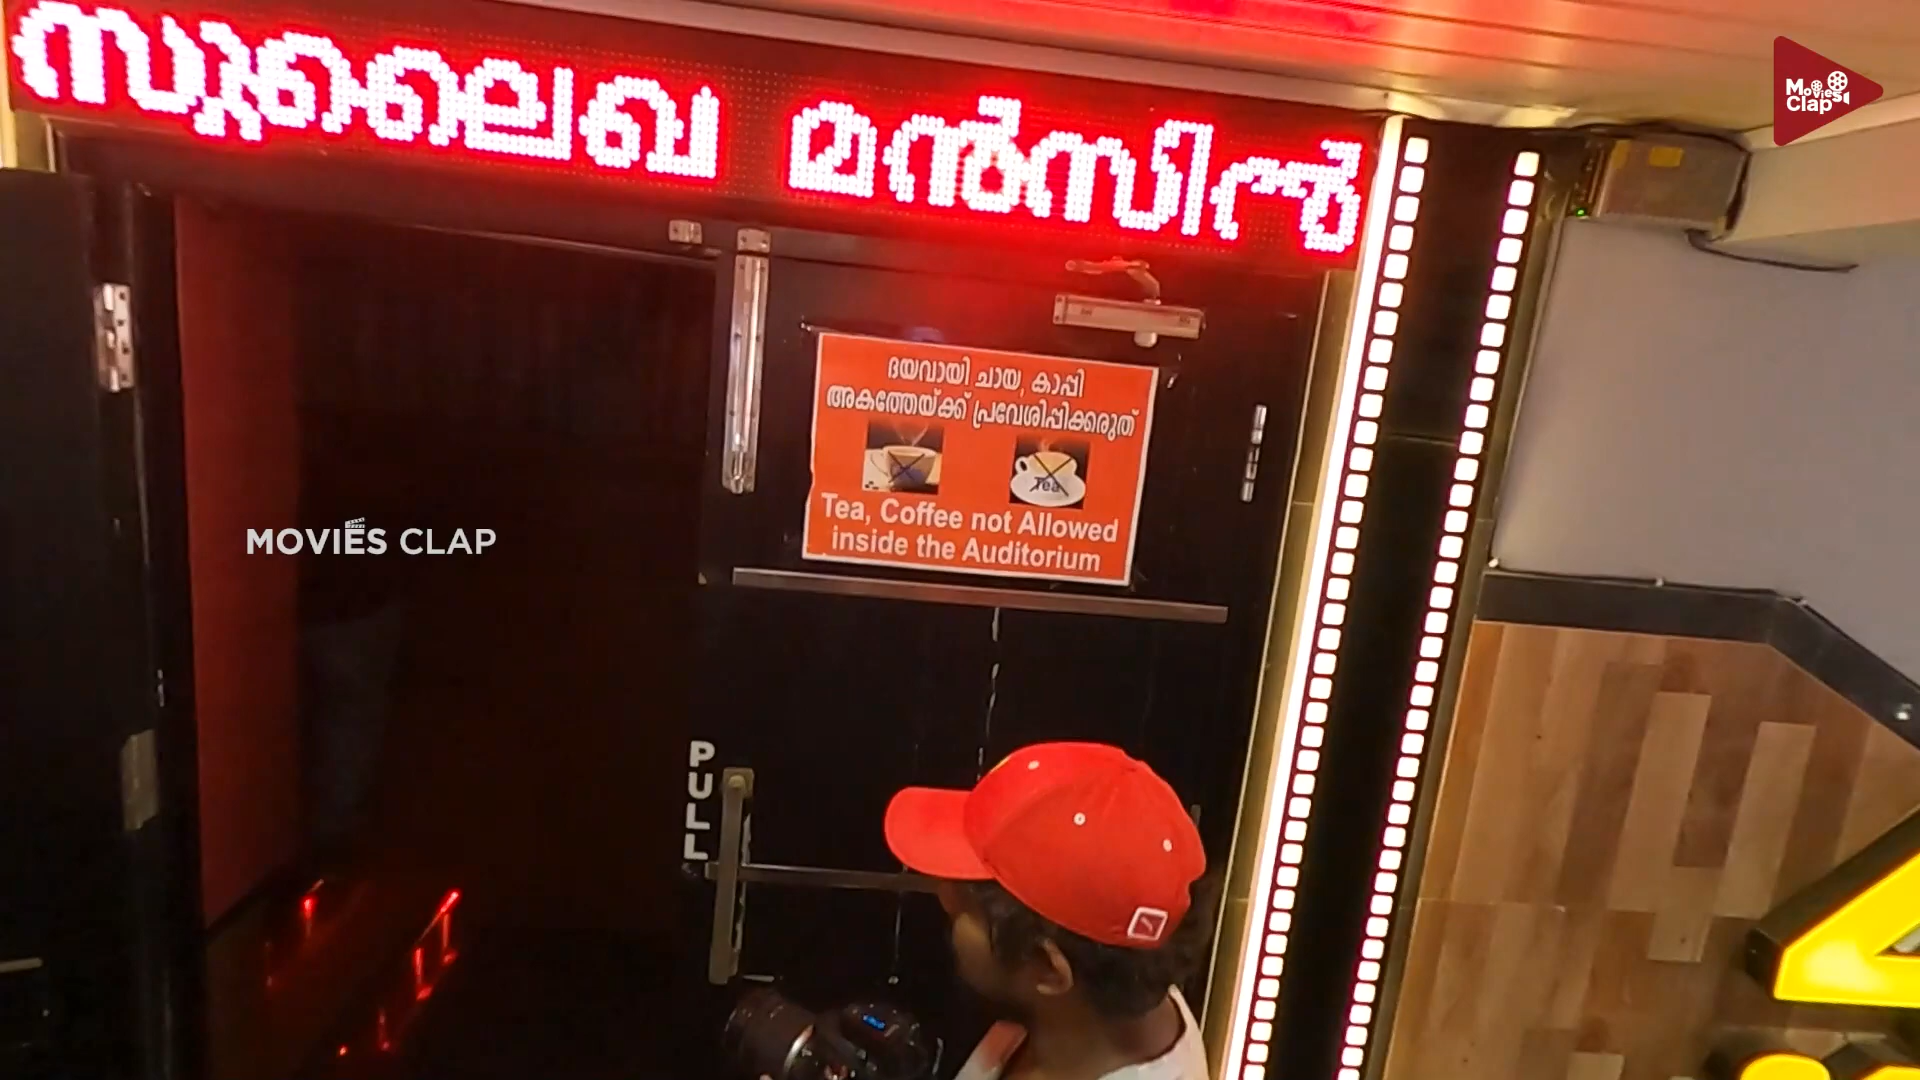 സുലൈഖ മൻസിൽ
Movies
Clap
ദയവായി ചായ, കാപ്പി
അകത്തേയ്ക്ക് പ്രവേശിപ്പിക്കരുത്
Tea
Tea, Coffee not Allowed
inside the Auditorium
MOVIES CLAP
PULL